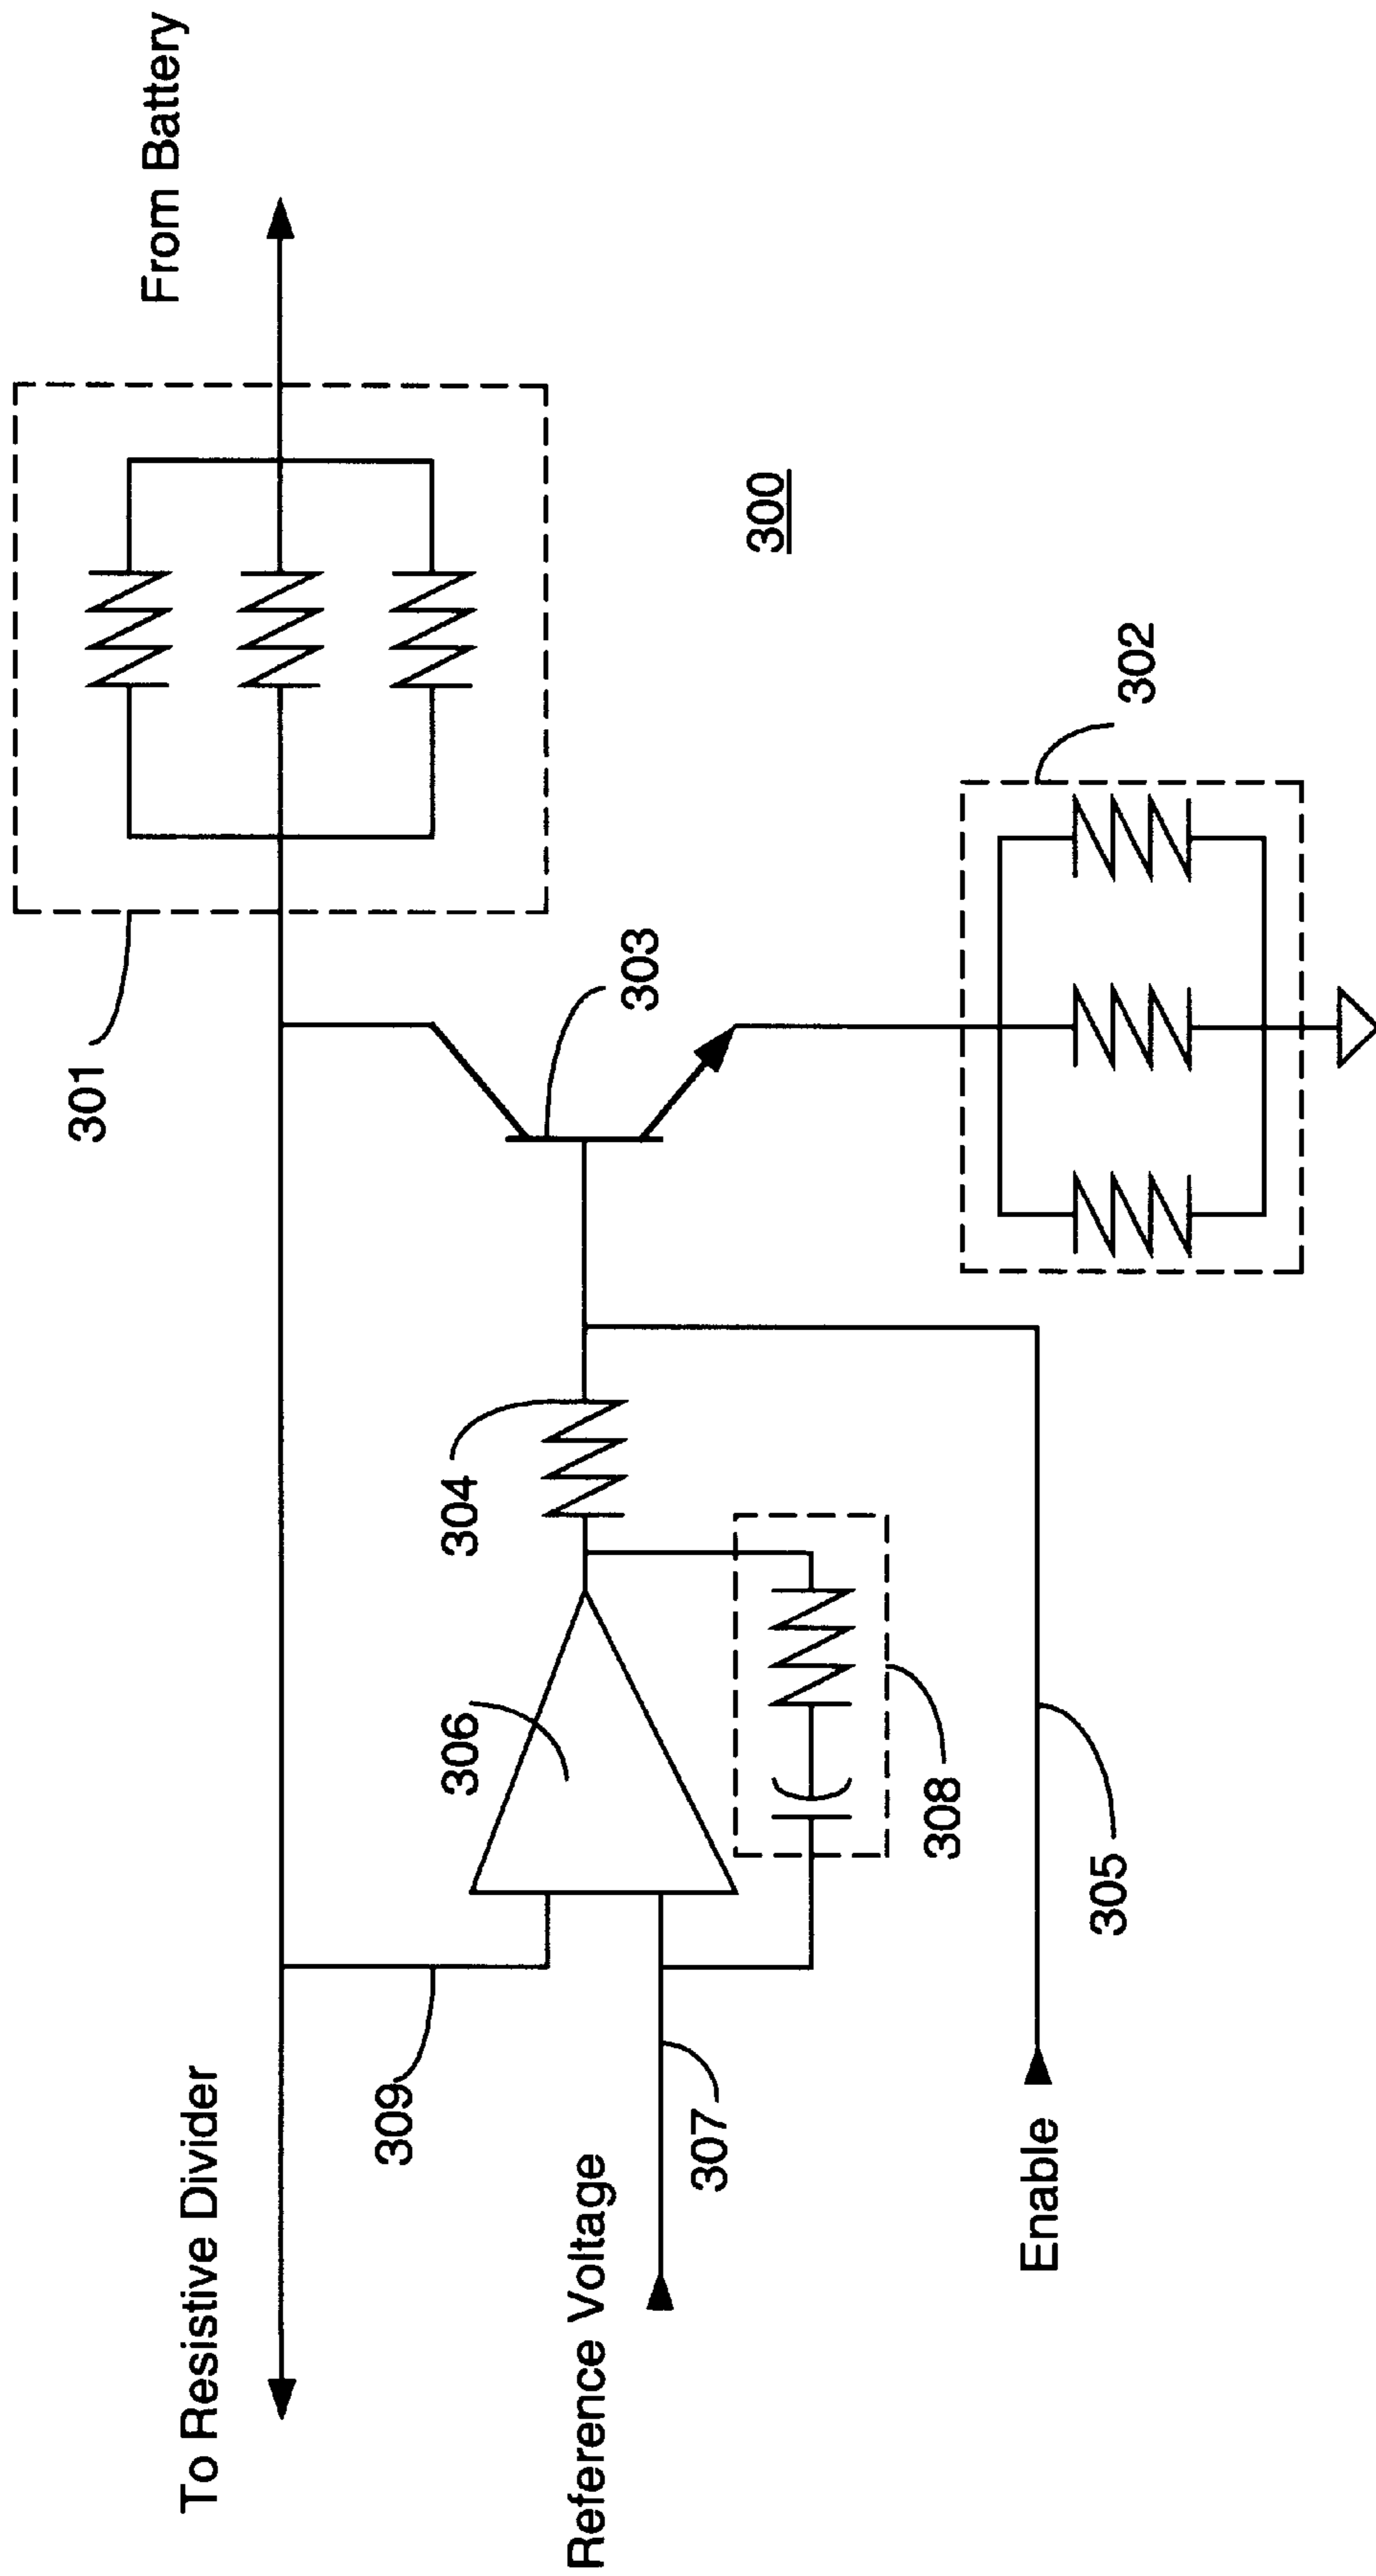 To Resistive Divider
From Battery
301
309
306
304
303
300
Reference Voltage
307
308
302
Enable
305